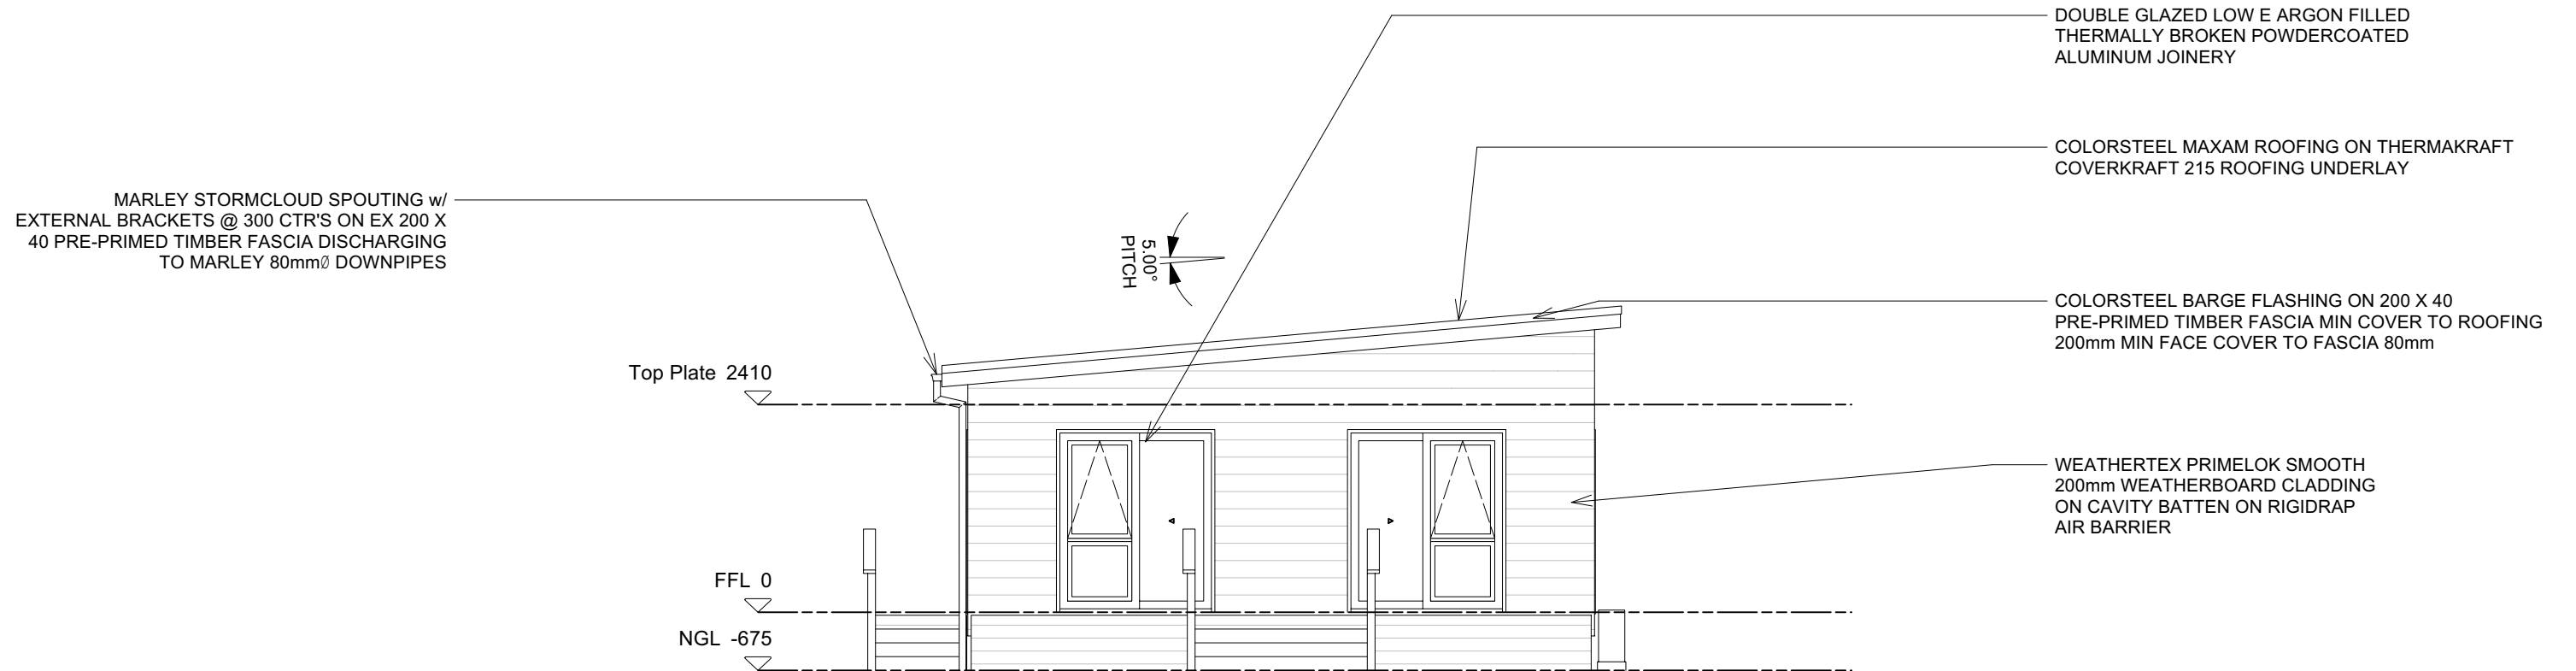 DOUBLE GLAZED LOW E ARGON FILLED
THERMALLY BROKEN POWDERCOATED
ALUMINUM JOINERY
COLORSTEEL MAXAM ROOFING ON THERMAKRAFT
COVERKRAFT 215 ROOFING UNDERLAY
MARLEY STORMCLOUD SPOUTING w/
EXTERNAL BRACKETS @ 300 CTR'S ON EX 200 X
40 PRE-PRIMED TIMBER FASCIA DISCHARGING
TO MARLEY 80mmØ DOWNPIPES
5.00°
PITCH
COLORSTEEL BARGE FLASHING ON 200 X 40
PRE-PRIMED TIMBER FASCIA MIN COVER TO ROOFING
200mm MIN FACE COVER TO FASCIA 80mm
Top Plate 2410
WEATHERTEX PRIMELOK SMOOTH
200mm WEATHERBOARD CLADDING
ON CAVITY BATTEN ON RIGIDRAP
AIR BARRIER
FFL 0
NGL -675